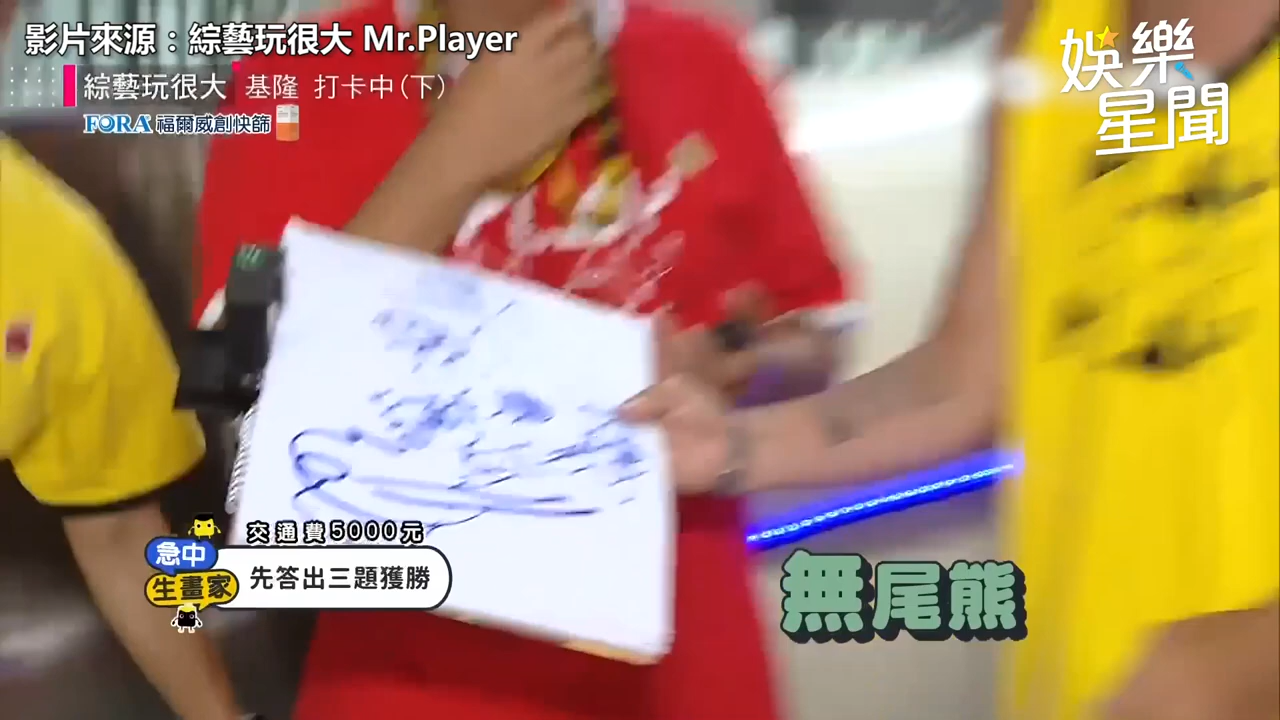 影片來源：綜藝玩很大 Mr.Player
綜藝玩很大 基隆 打卡中(下)
FORA 福爾威創快篩
娛樂
星聞
交通費5000元
急中
生畫家
先答出三題獲勝
無尾熊